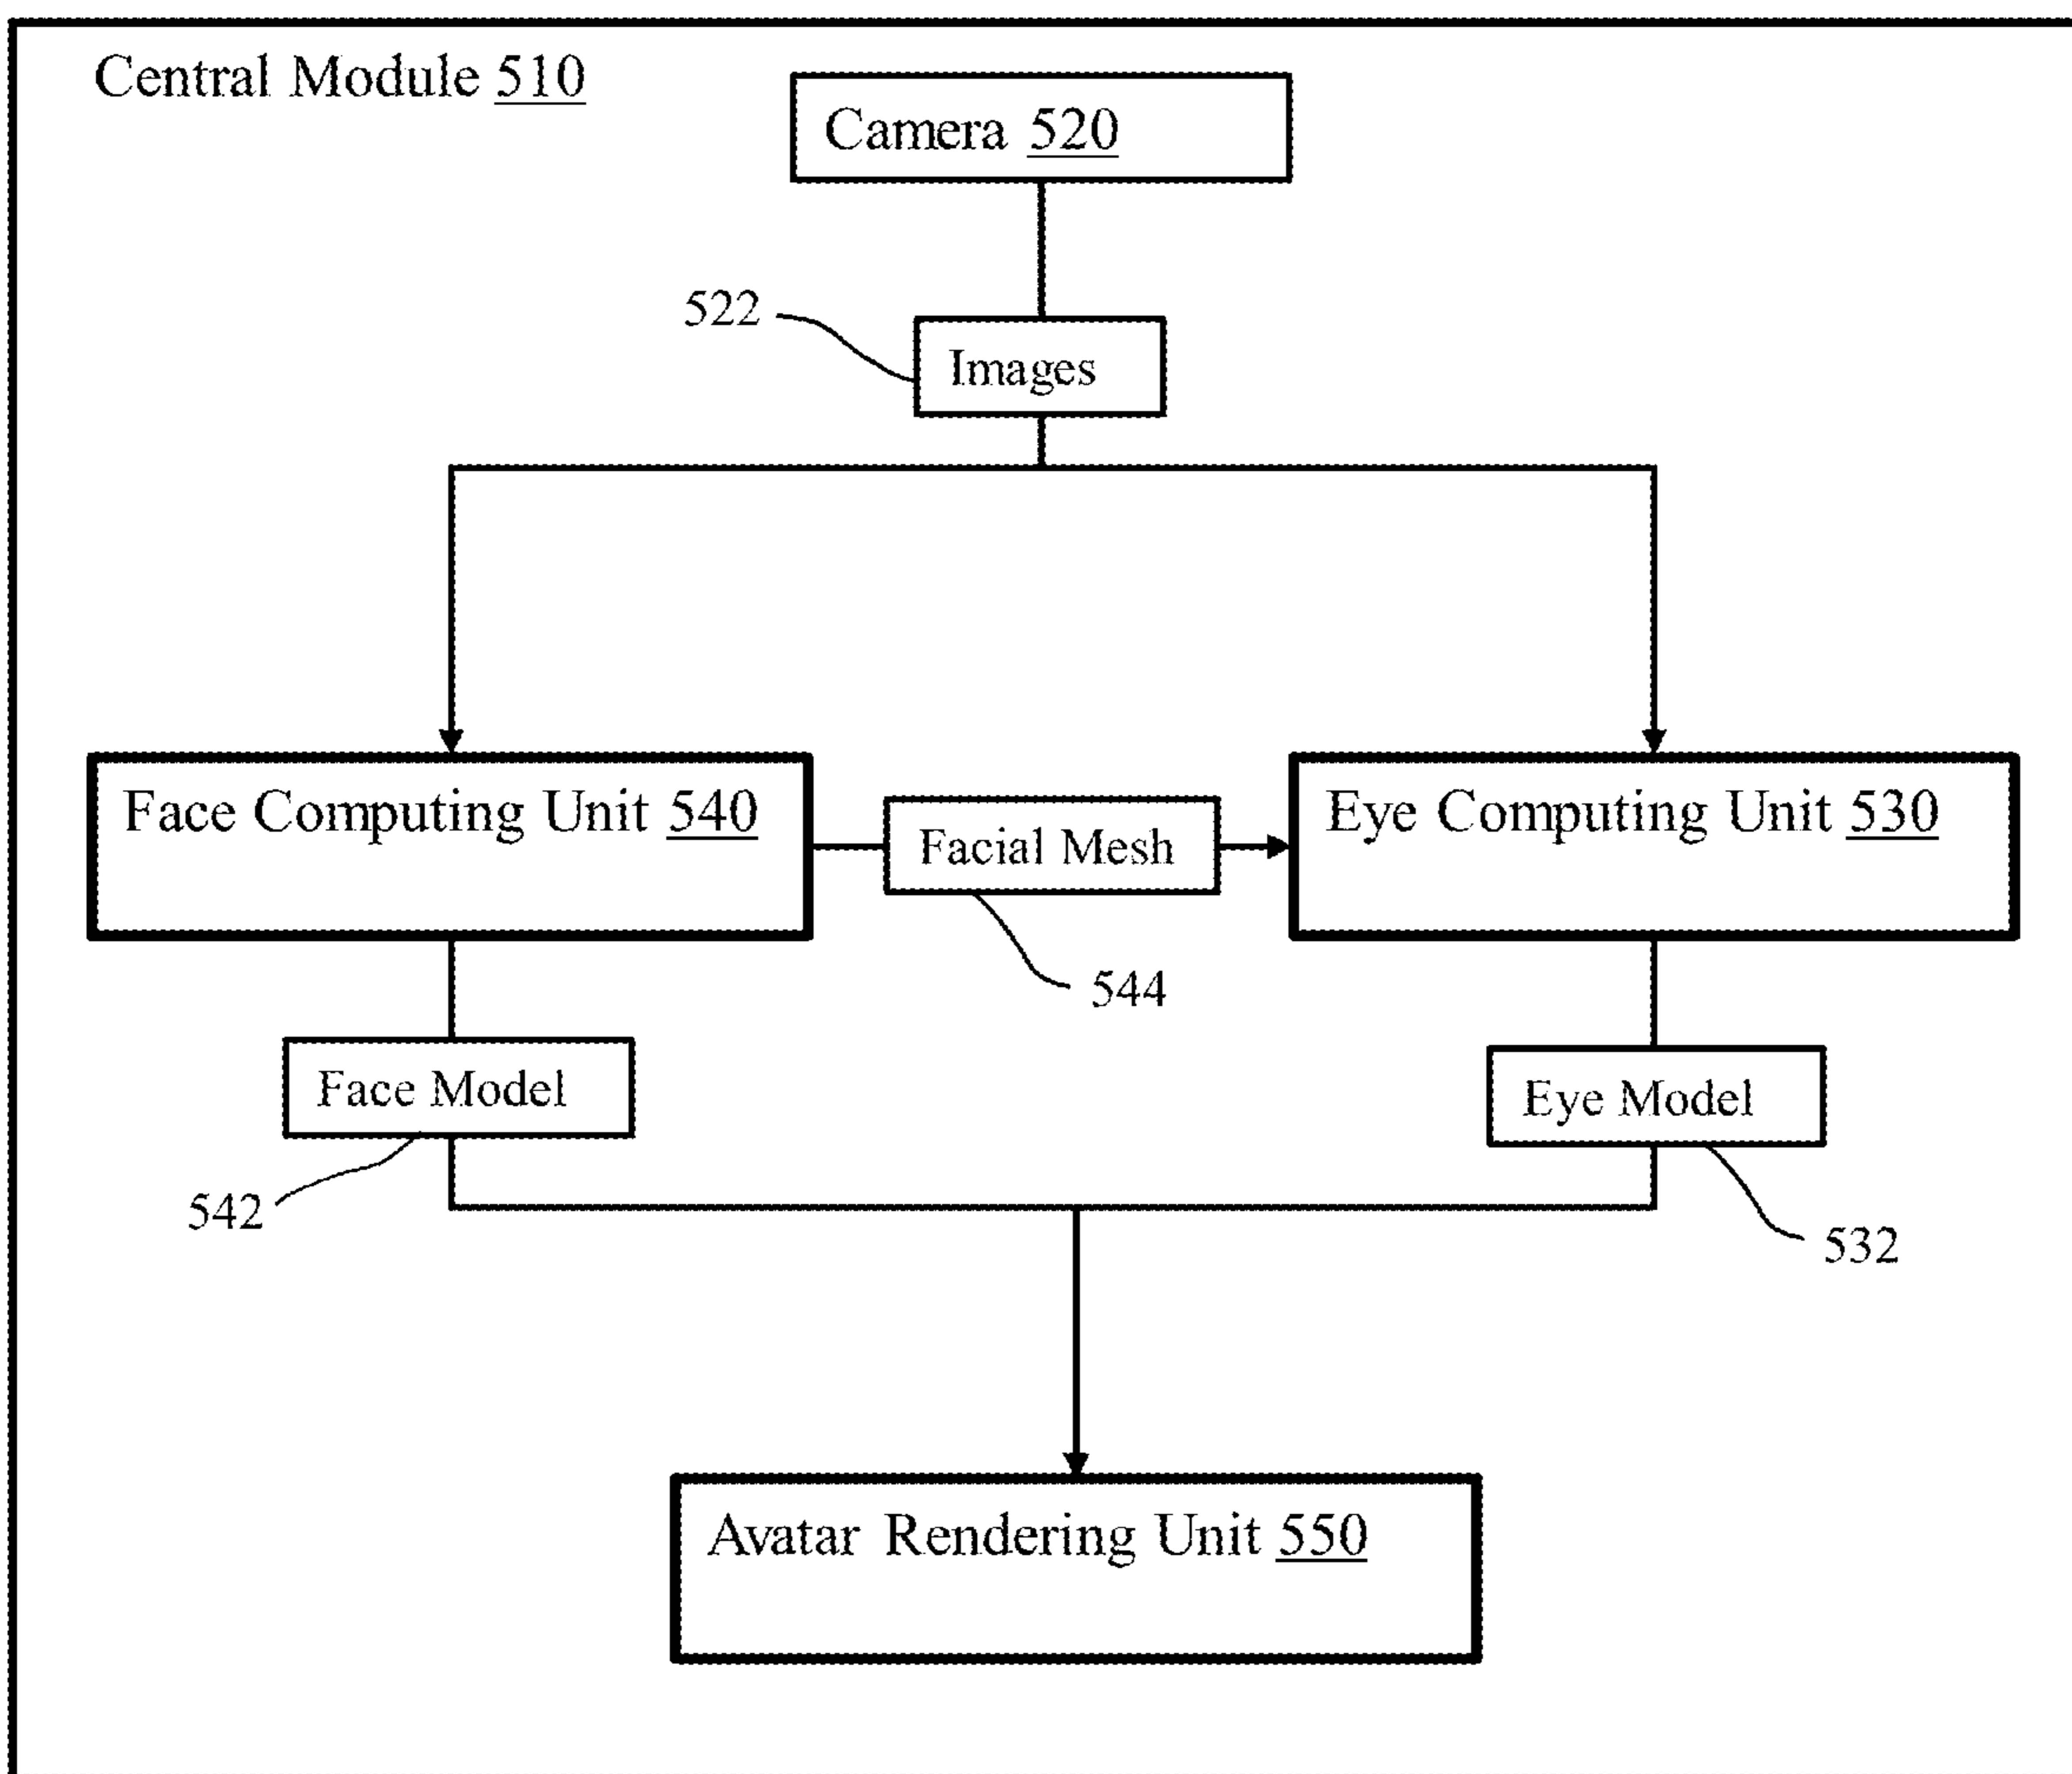 Central Module 510
Camera 520
522
Images
Face Computing Unit 540
Facial Mesh
Eye Computing Unit 530
544
Face Model
Eye Model
542
532
Avatar Rendering Unit 550